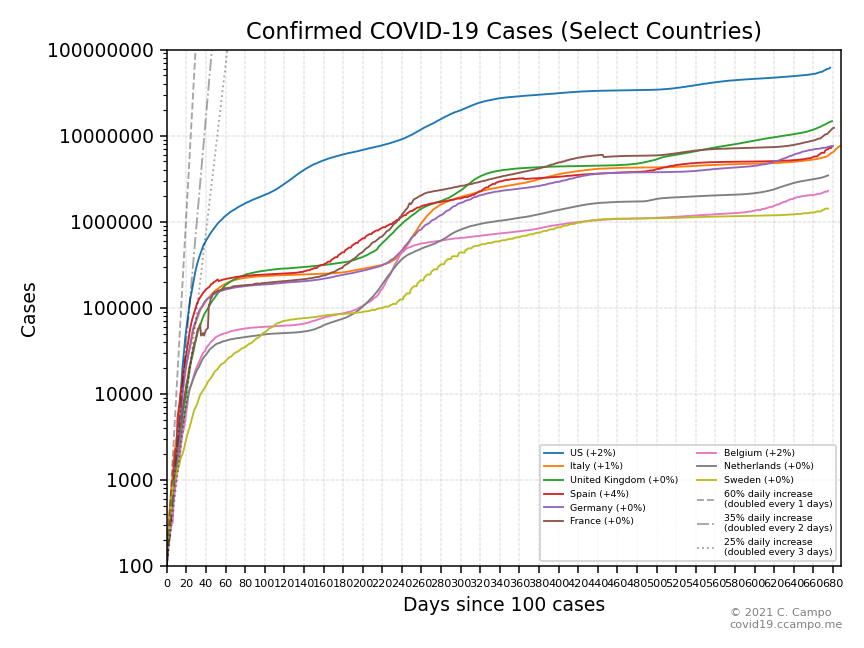 Confirmed COVID-19 Cases (Select Countries)
100000000
10000000
1000000
100000
10000
1000
100
Cases
0 20 40 60 80 100 120 140 160 180 200 220 240 260 280 300 320 340 360 380 400 420 440 460 480 500 520 540 560 580 600 620 640 660 680
Days since 100 cases
US (+2%)
Italy (+1%)
United Kingdom (+0%)
Spain (+4%)
Germany (+0%)
France (+0%)
Belgium (+2%)
Netherlands (+0%)
Sweden (+0%)
60% daily increase
(doubled every 1 days)
35% daily increase
(doubled every 2 days)
25% daily increase
(doubled every 3 days)
© 2021 C. Campo
covid19.ccampo.me